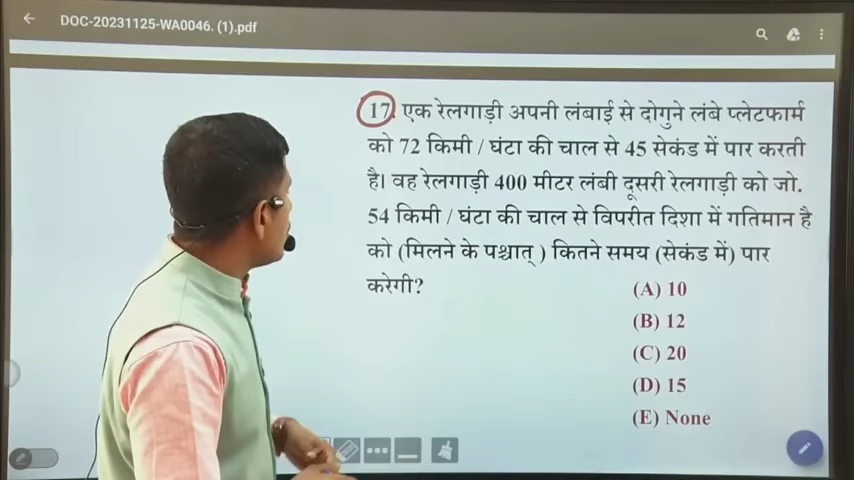 DOC-20231125-WA0046. (1).pdf
17. एक रेलगाड़ी अपनी लंबाई से दोगुने लंबे प्लेटफार्म
को 72 किमी / घंटा की चाल से 45 सेकंड में पार करती
है। वह रेलगाड़ी 400 मीटर लंबी दूसरी रेलगाड़ी को जो.
54 किमी / घंटा की चाल से विपरीत दिशा में गतिमान है
को (मिलने के पश्चात् ) कितने समय (सेकंड में) पार
करेगी?
(A) 10
(B) 12
(C) 20
(D) 15
(E) None